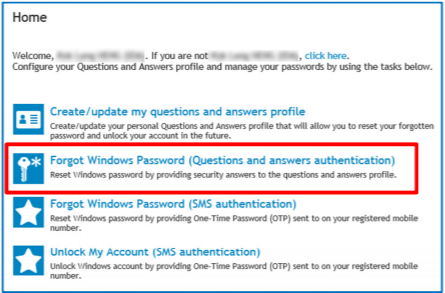 Home
Welcome, . If you are not , click here.
Configure your Questions and Answers profile and manage your passwords by using the tasks below.
Create/update my questions and answers profile
Create/update your personal Questions and Answers profile that will allow you to reset your forgotten
password and unlock your account in the future.
Forgot Windows Password (Questions and answers authentication)
Reset Windows password by providing security answers to the questions and answers profile.
Forgot Windows Password (SMS authentication)
Reset Windows password by providing One-Time Password (OTP) sent to on your registered mobile
number.
Unlock My Account (SMS authentication)
Unlock Windows account by providing One-Time Password (OTP) sent to on your registered mobile
number.